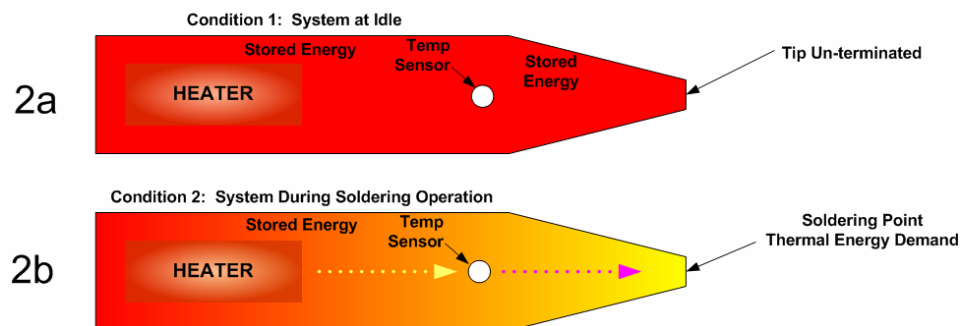 Condition 1: System at Idle
Stored Energy
Temp
Sensor
Stored
Energy
Tip Un-terminated
HEATER
2a
Condition 2: System During Soldering Operation
Stored Energy
Temp
Sensor
Soldering Point
Thermal Energy Demand
HEATER
2b